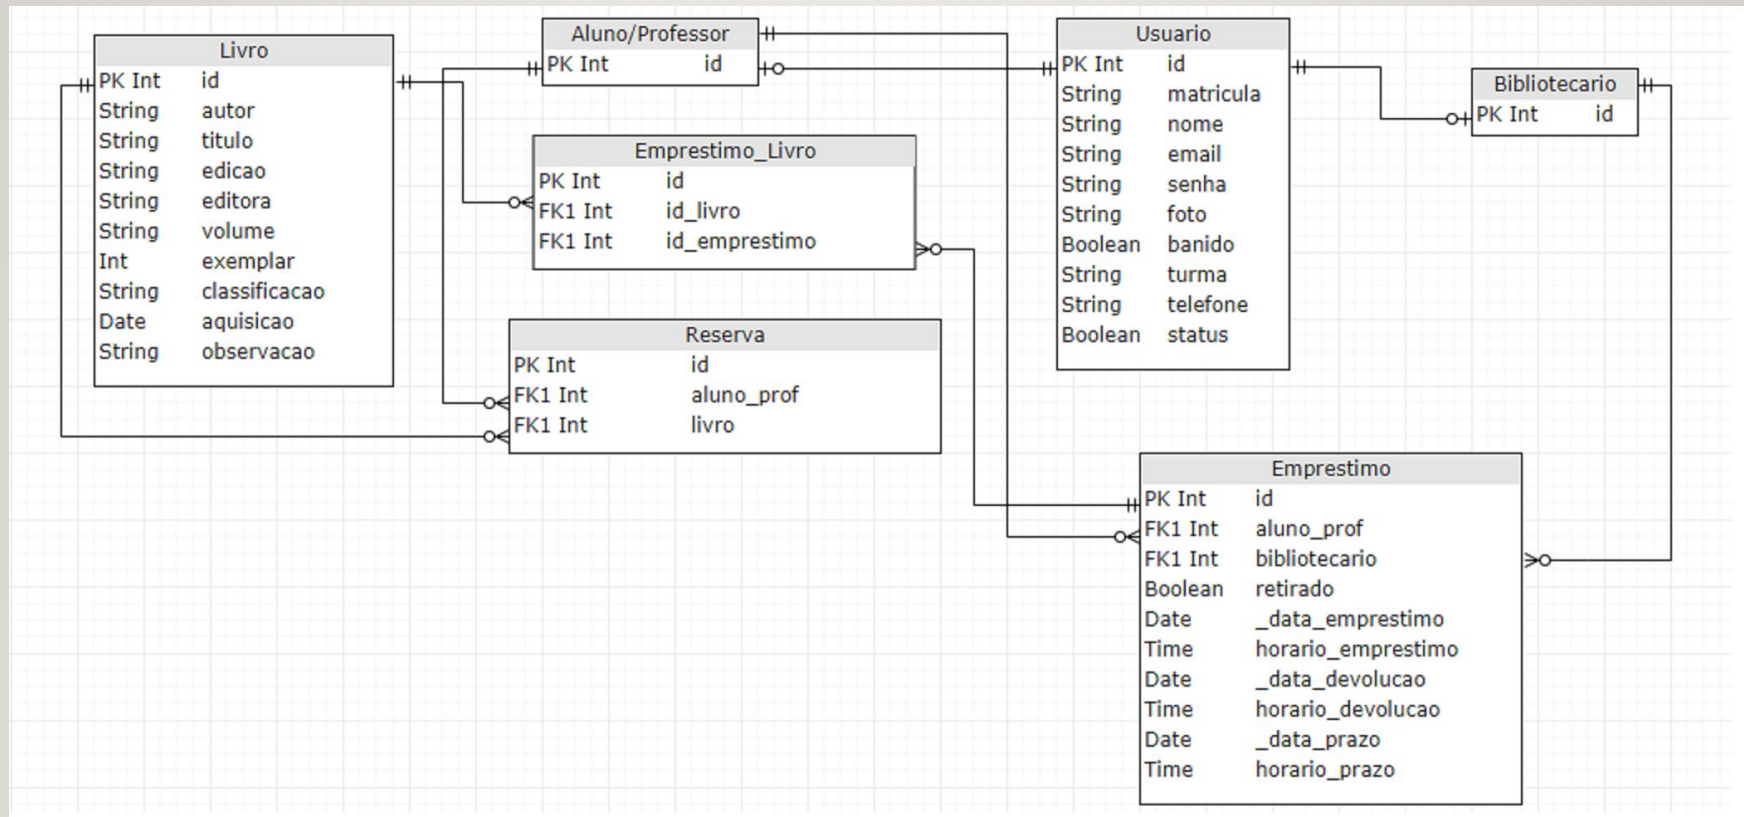 Livro
PK Int id
String autor
String titulo
String edicao
String editora
String volume
Int exemplar
String classificacao
Date aquisicao
String observacao
Aluno/Professor
PK Int id
Emprestimo_Livro
PK Int id
FK1 Int id_livro
FK1 Int id_emprestimo
Reserva
PK Int id
FK1 Int aluno_prof
FK1 Int livro
Usuario
PK Int id
String matricula
String nome
String email
String senha
String foto
Boolean banido
String turma
String telefone
Boolean status
Bibliotecario
PK Int id
Emprestimo
PK Int id
FK1 Int aluno_prof
FK1 Int bibliotecario
Boolean retirado
Date _data_emprestimo
Time horario_emprestimo
Date _data_devolucao
Time horario_devolucao
Date _data_prazo
Time horario_prazo